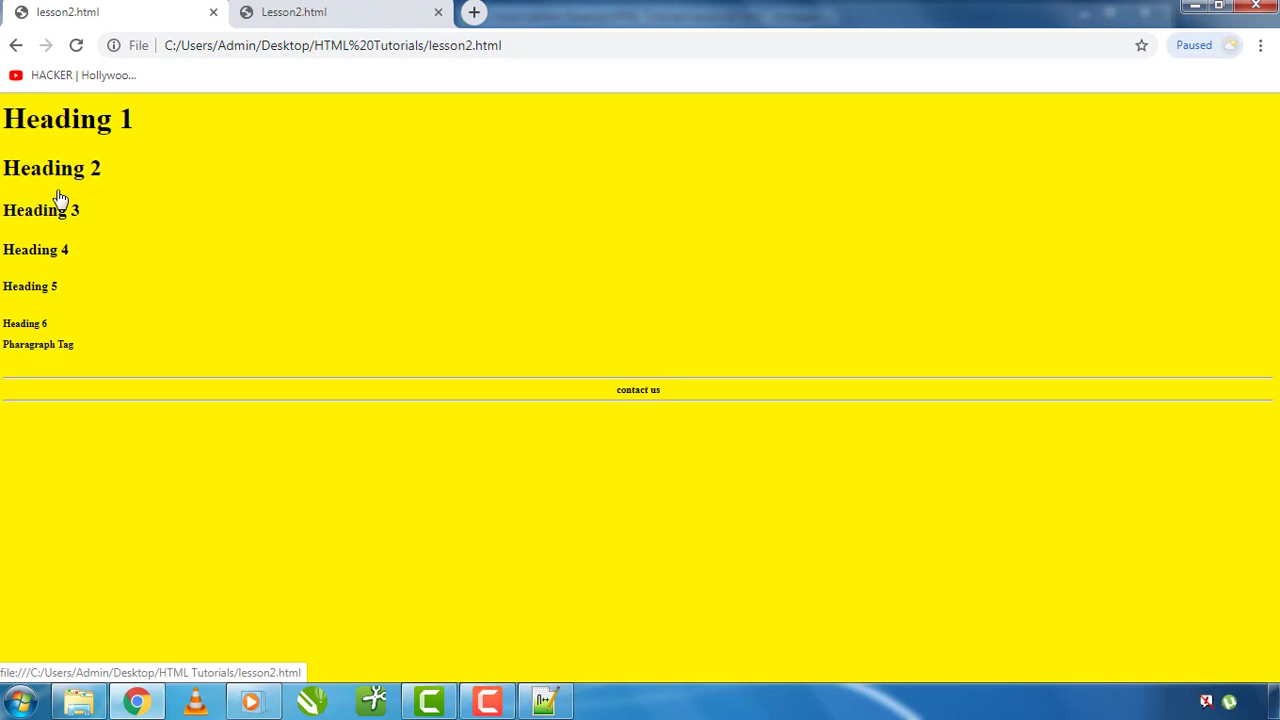 lesson2.html
Lesson2.html
File
C:/Users/Admin/Desktop/HTML%20Tutorials/lesson2.html
Paused
HACKER | Hollywoo...
Heading 1
Heading 2
Heading 3
Heading 4
Heading 5
Heading 6
Pharagraph Tag
contact us
file:///C:/Users/Admin/Desktop/HTML Tutorials/lesson2.html